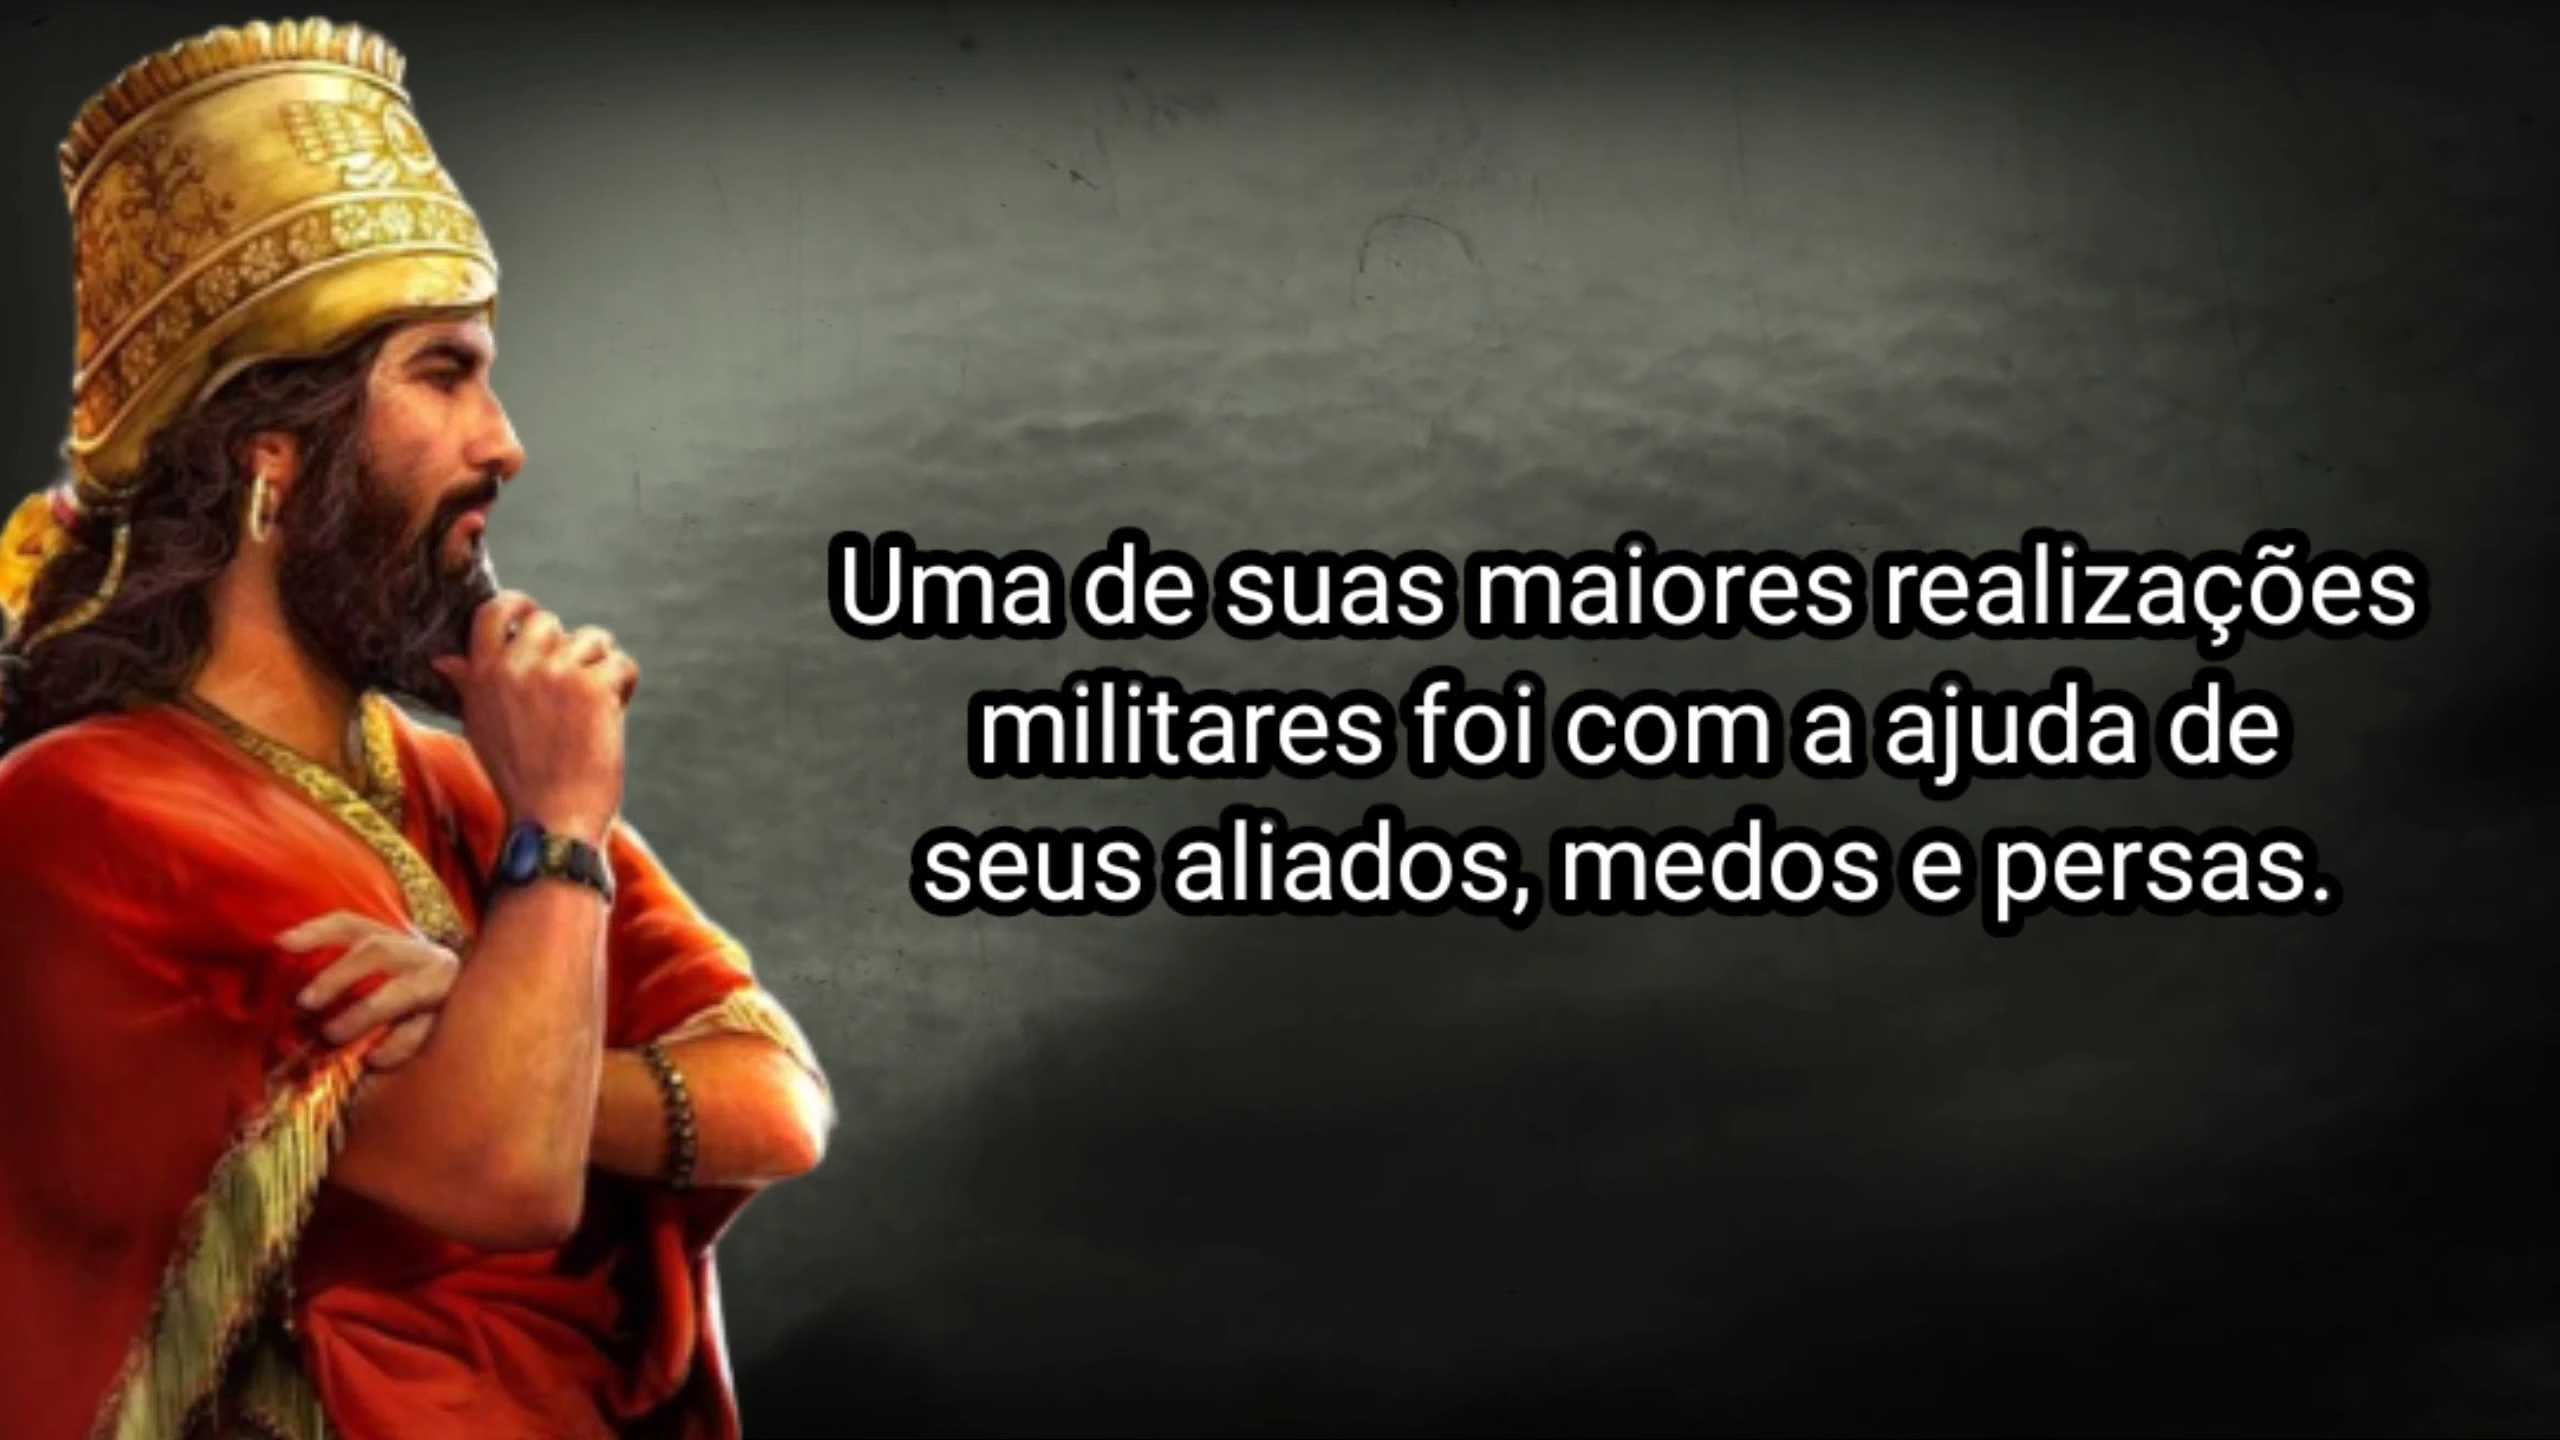 Uma de suas maiores realizações
militares foi com a ajuda de
seus aliados, medos e persas.